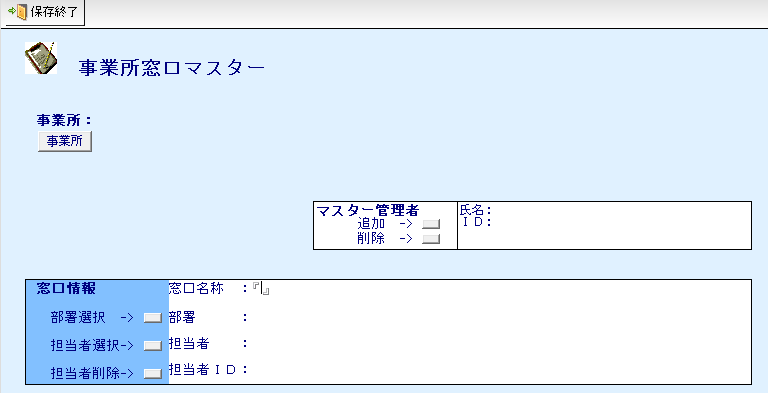 保存終了
事業所窓口マスター
事業所：
事業所
マスター管理者
追加 ->
削除 ->
氏名：
ＩＤ：
窓口情報
窓口名称 ：『』
部署選択 ->
部署 ：
担当者選択->
担当者 ：
担当者削除->
担当者ＩＤ：